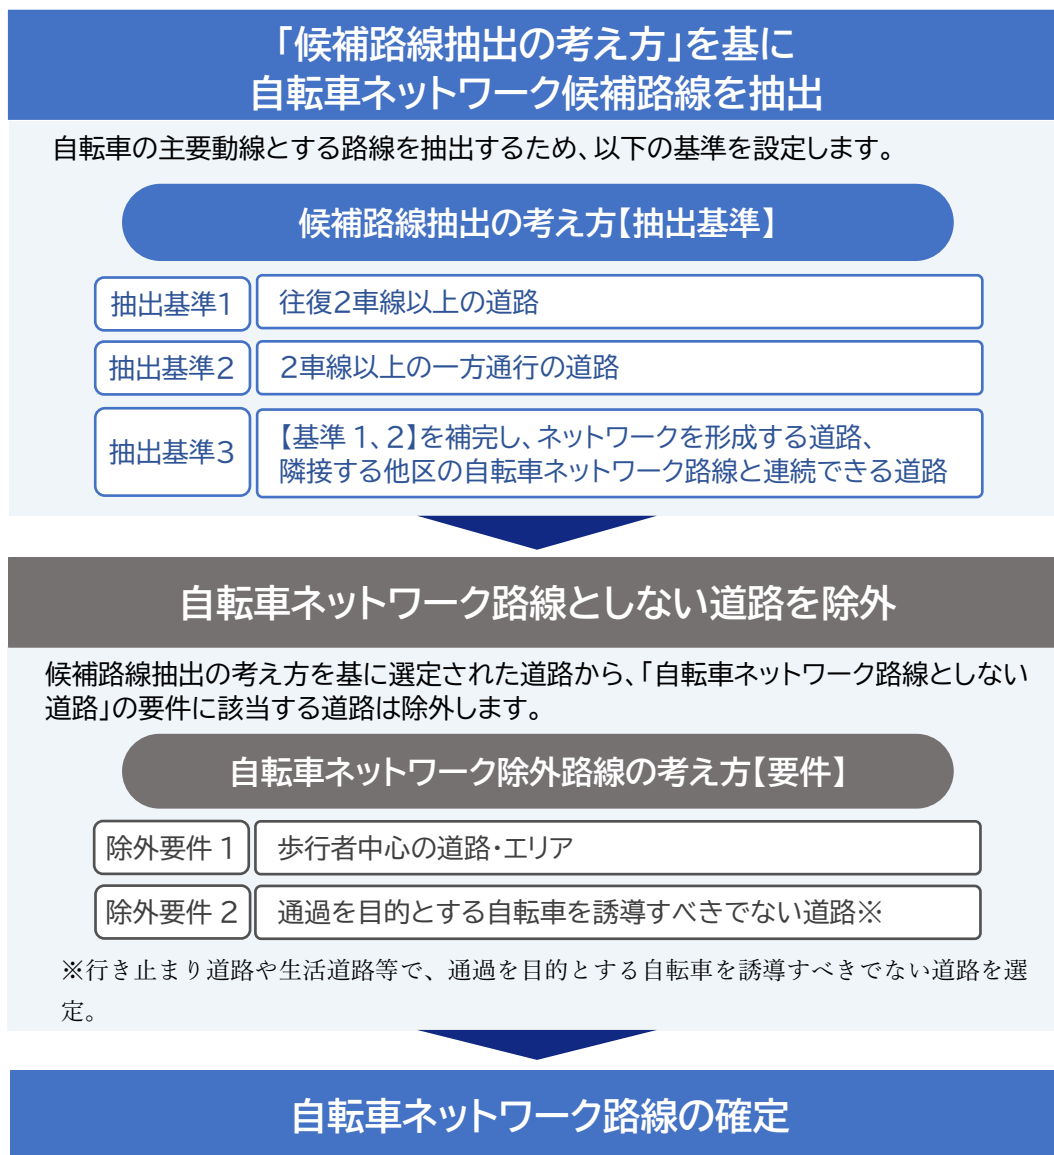 「候補路線抽出の考え方」を基に
自転車ネットワーク候補路線を抽出
自転車の主要動線とする路線を抽出するため、以下の基準を設定します。
候補路線抽出の考え方【抽出基準】
抽出基準1
往復2車線以上の道路
抽出基準2
2車線以上の一方通行の道路
抽出基準3
【基準 1、2】を補完し、ネットワークを形成する道路、
隣接する他区の自転車ネットワーク路線と連続できる道路
自転車ネットワーク路線としない道路を除外
候補路線抽出の考え方を基に選定された道路から、「自転車ネットワーク路線としない
道路」の要件に該当する道路は除外します。
自転車ネットワーク除外路線の考え方【要件】
除外要件 1
歩行者中心の道路・エリア
除外要件 2
通過を目的とする自転車を誘導すべきでない道路※
※行き止まり道路や生活道路等で、通過を目的とする自転車を誘導すべきでない道路を選
定。
自転車ネットワーク路線の確定